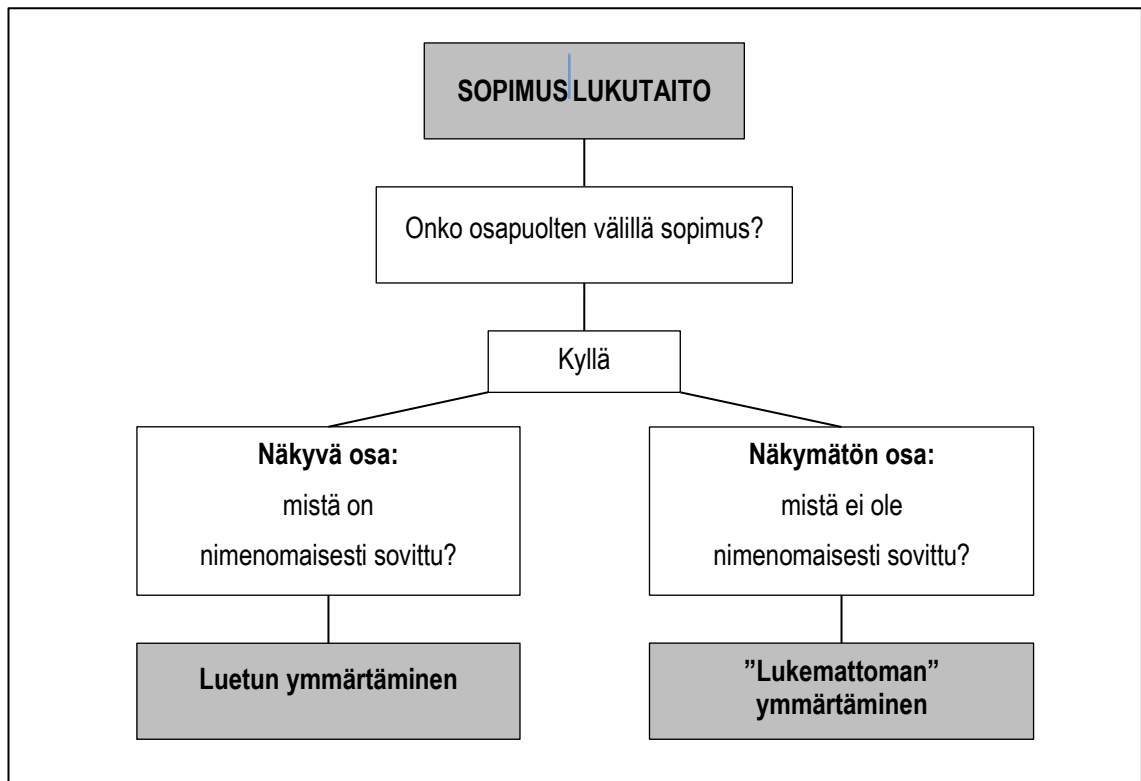 SOPIMUSLUKUTAITO
Onko osapuolten välillä sopimus?
Kyllä
Näkyvä osa:
mistä on
nimenomaisesti sovittu?
Näkymätön osa:
mistä ei ole
nimenomaisesti sovittu?
Luetun ymmärtäminen
”Lukemattoman”
ymmärtäminen